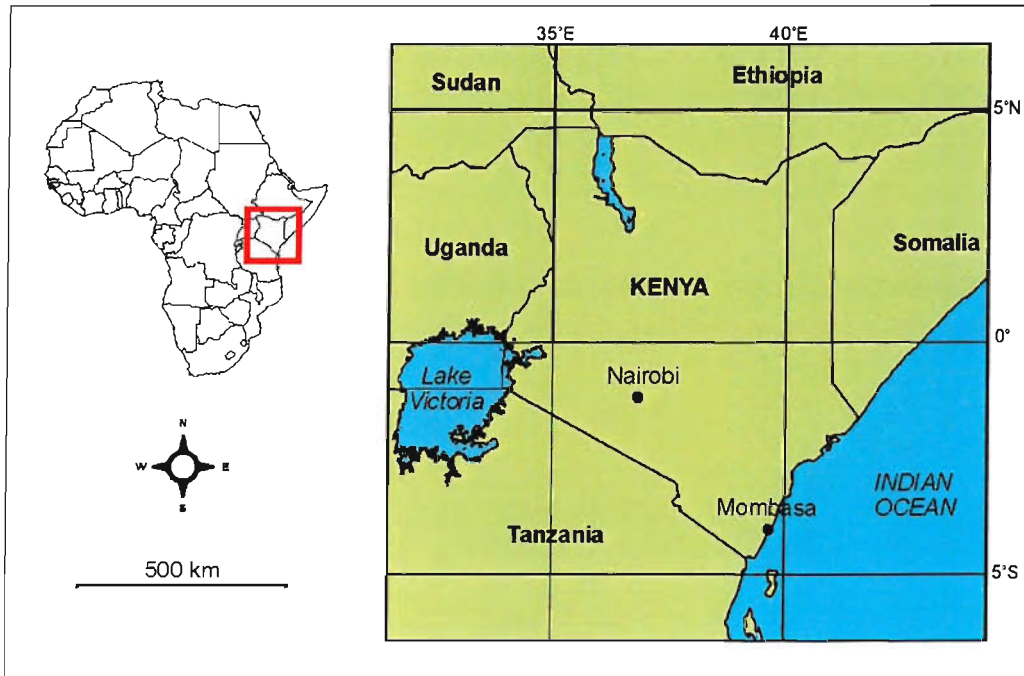 35°E
40°E
Sudan
Ethiopia
5°N
Uganda
Somalia
KENYA
0°
Lake
Victoria
Nairobi
N
W
E
S
INDIAN
OCEAN
Mombasa
Tanzania
500 km
5°S